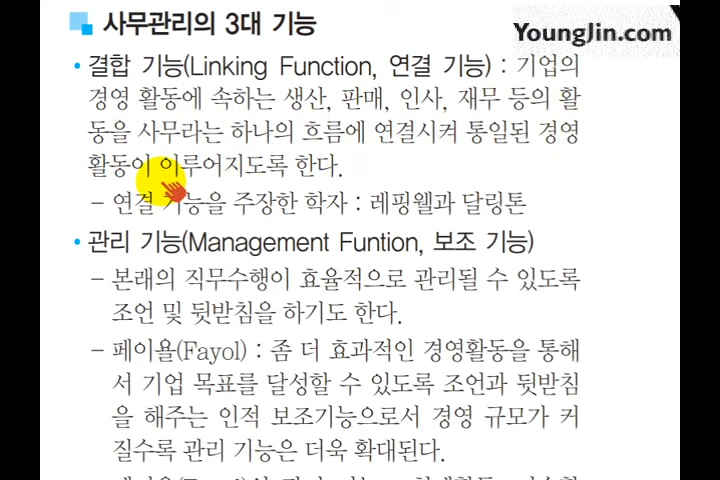 사무관리의 3대 기능
YoungJin.com
• 결합 기능(Linking Function, 연결 기능) : 기업의
경영 활동에 속하는 생산, 판매, 인사, 재무 등의 활
동을 사무라는 하나의 흐름에 연결시켜 통일된 경영
활동이 이루어지도록 한다.
– 연결 기능을 주장한 학자 : 레핑웰과 달링톤
• 관리 기능(Management Funtion, 보조 기능)
– 본래의 직무수행이 효율적으로 관리될 수 있도록
조언 및 뒷받침을 하기도 한다.
– 페이욜(Fayol) : 좀 더 효과적인 경영활동을 통해
서 기업 목표를 달성할 수 있도록 조언과 뒷받침
을 해주는 인적 보조기능으로서 경영 규모가 커
질수록 관리 기능은 더욱 확대된다.